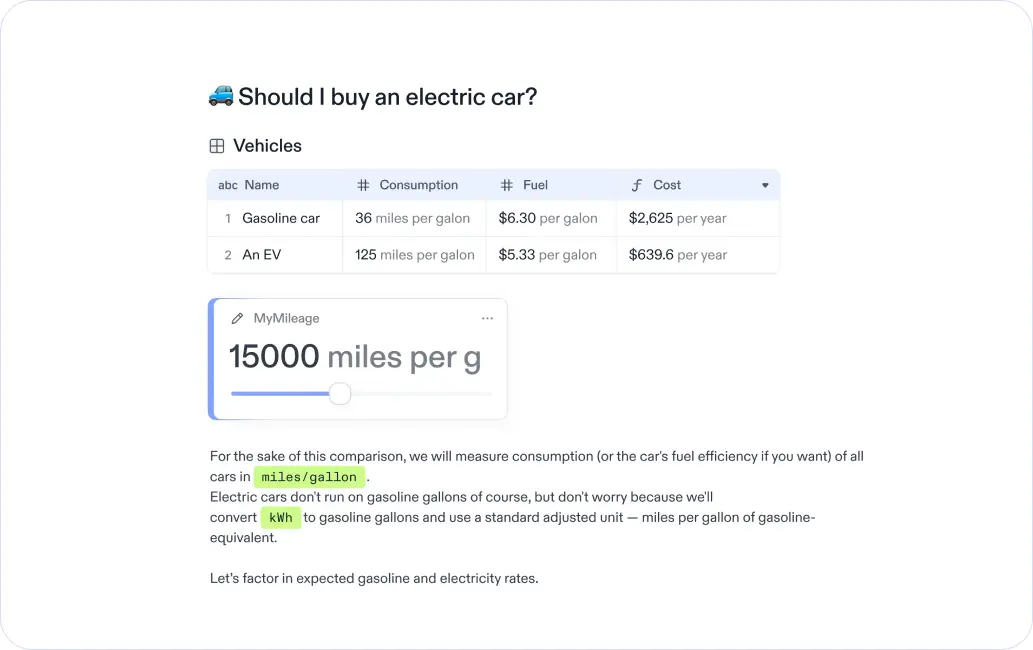 Should I buy an electric car?
Vehicles
abc Name # Consumption # Fuel ƒ Cost
1 Gasoline car 36 miles per galon $6.30 per galon $2,625 per year
2 An EV 125 miles per galon $5.33 per galon $639.6 per year
MyMileage
15000 miles per g
For the sake of this comparison, we will measure consumption (or the car's fuel efficiency if you want) of all
cars in miles/gallon .
Electric cars don't run on gasoline gallons of course, but don't worry because we'll
convert kWh to gasoline gallons and use a standard adjusted unit — miles per gallon of gasoline-
equivalent.
Let's factor in expected gasoline and electricity rates.